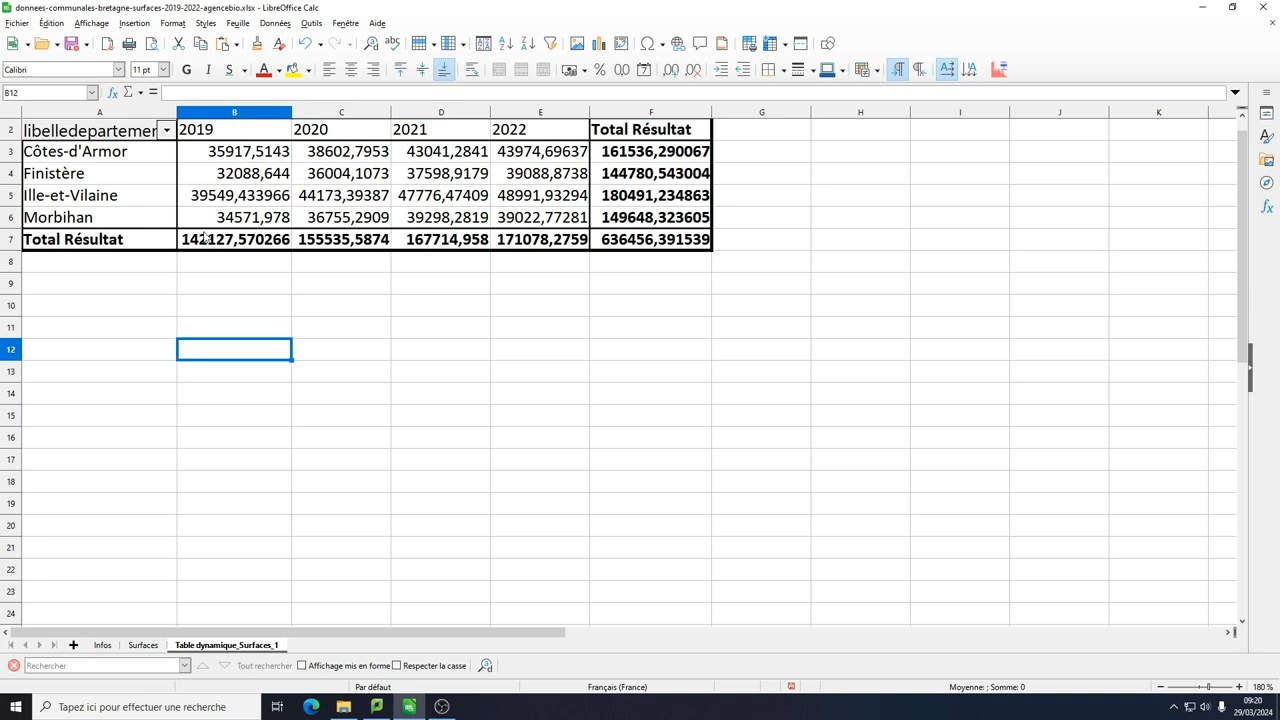 donnees-communales-bretagne-surfaces-2019-2022-agencebio.xlsx - LibreOffice Calc
Fichier Édition Affichage Insertion Format Styles Feuille Données Outils Fenêtre Aide
Calibri 11 pt
B12
A B C D E F G H I J K
2 libelledepartemer 2019 2020 2021 2022 Total Résultat
3 Côtes-d'Armor 35917,5143 38602,7953 43041,2841 43974,69637 161536,290067
4 Finistère 32088,644 36004,1073 37598,9179 39088,8738 144780,543004
5 Ille-et-Vilaine 39549,433966 44173,39387 47776,47409 48991,93294 180491,234863
6 Morbihan 34571,978 36755,2909 39298,2819 39022,77281 149648,323605
7 Total Résultat 142127,570266 155535,5874 167714,958 171078,2759 636456,391539
8
9
10
11
12
13
14
15
16
17
18
19
20
21
22
23
24
Infos Surfaces Table dynamique_Surfaces_1
Rechercher Tout rechercher Affichage mis en forme Respecter la casse
Par défaut Français (France) Moyenne: ; Somme: 0 180 %
Tapez ici pour effectuer une recherche
09:20
29/03/2024